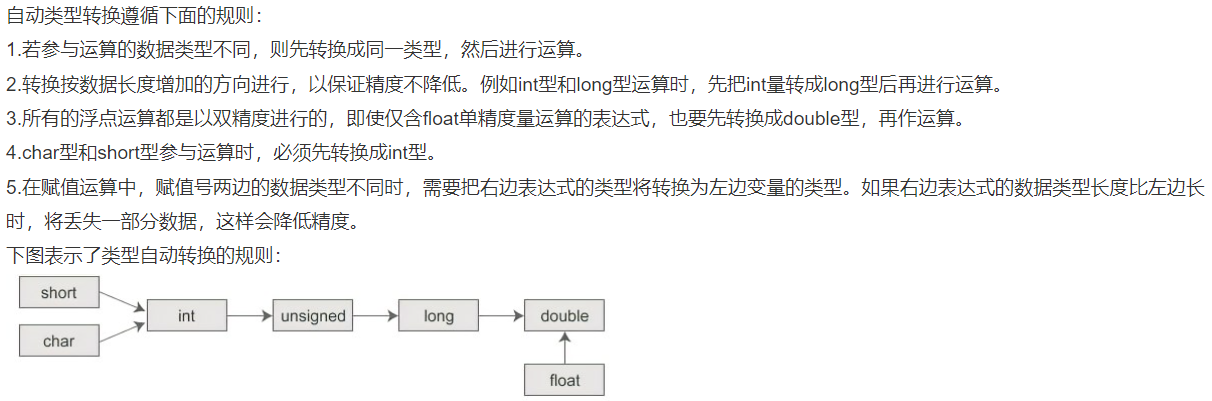 自动类型转换遵循下面的规则：
1.若参与运算的数据类型不同，则先转换成同一类型，然后进行运算。
2.转换按数据长度增加的方向进行，以保证精度不降低。例如int型和long型运算时，先把int量转成long型后再进行运算。
3.所有的浮点运算都是以双精度进行的，即使仅含float单精度量运算的表达式，也要先转换成double型，再作运算。
4.char型和short型参与运算时，必须先转换成int型。
5.在赋值运算中，赋值号两边的数据类型不同时，需要把右边表达式的类型将转换为左边变量的类型。如果右边表达式的数据类型长度比左边长
时，将丢失一部分数据，这样会降低精度。
下图表示了类型自动转换的规则：
short
int
unsigned
long
double
char
float